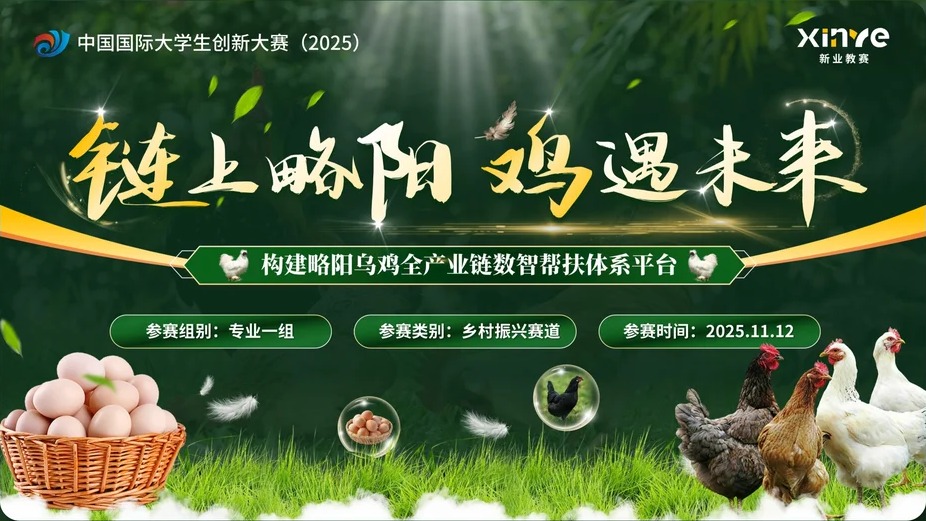 中国国际大学生创新大赛（2025）
xinye
新业教赛
链上略阳 鸡遇未来
构建略阳乌鸡全产业链数智帮扶体系平台
参赛组别：专业一组
参赛类别：乡村振兴赛道
参赛时间：2025.11.12